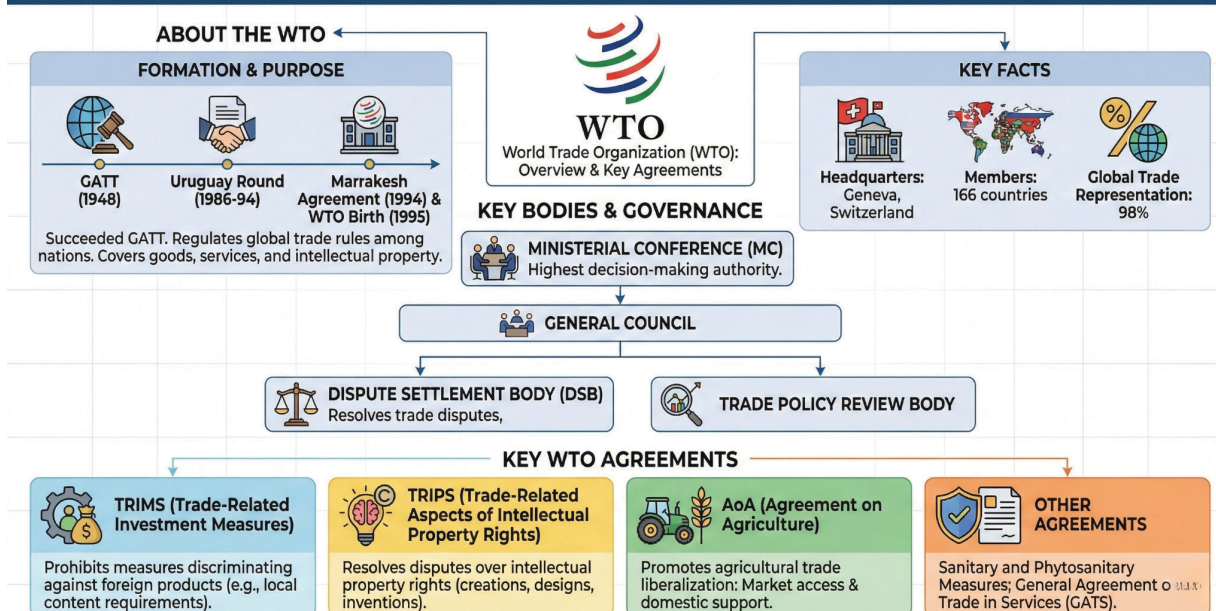 ABOUT THE WTO
FORMATION & PURPOSE
GATT
(1948)
Uruguay Round
(1986-94)
Marrakesh
Agreement (1994) &
WTO Birth (1995)
Succeeded GATT. Regulates global trade rules among
nations. Covers goods, services, and intellectual property.
WTO
World Trade Organization (WTO):
Overview & Key Agreements
KEY FACTS
%
Headquarters:
Geneva,
Switzerland
Members:
166 countries
Global Trade
Representation:
98%
KEY BODIES & GOVERNANCE
MINISTERIAL CONFERENCE (MC)
Highest decision-making authority.
GENERAL COUNCIL
DISPUTE SETTLEMENT BODY (DSB)
Resolves trade disputes,
TRADE POLICY REVIEW BODY
KEY WTO AGREEMENTS
$
TRIMS (Trade-Related
Investment Measures)
Prohibits measures discriminating
against foreign products (e.g., local
content requirements).
C
TRIPS (Trade-Related
Aspects of Intellectual
Property Rights)
Resolves disputes over intellectual
property rights (creations, designs,
inventions).
AoA (Agreement on
Agriculture)
Promotes agricultural trade
liberalization: Market access &
domestic support.
OTHER
AGREEMENTS
Sanitary and Phytosanitary
Measures; General Agreement o
Trade in Services (GATS).